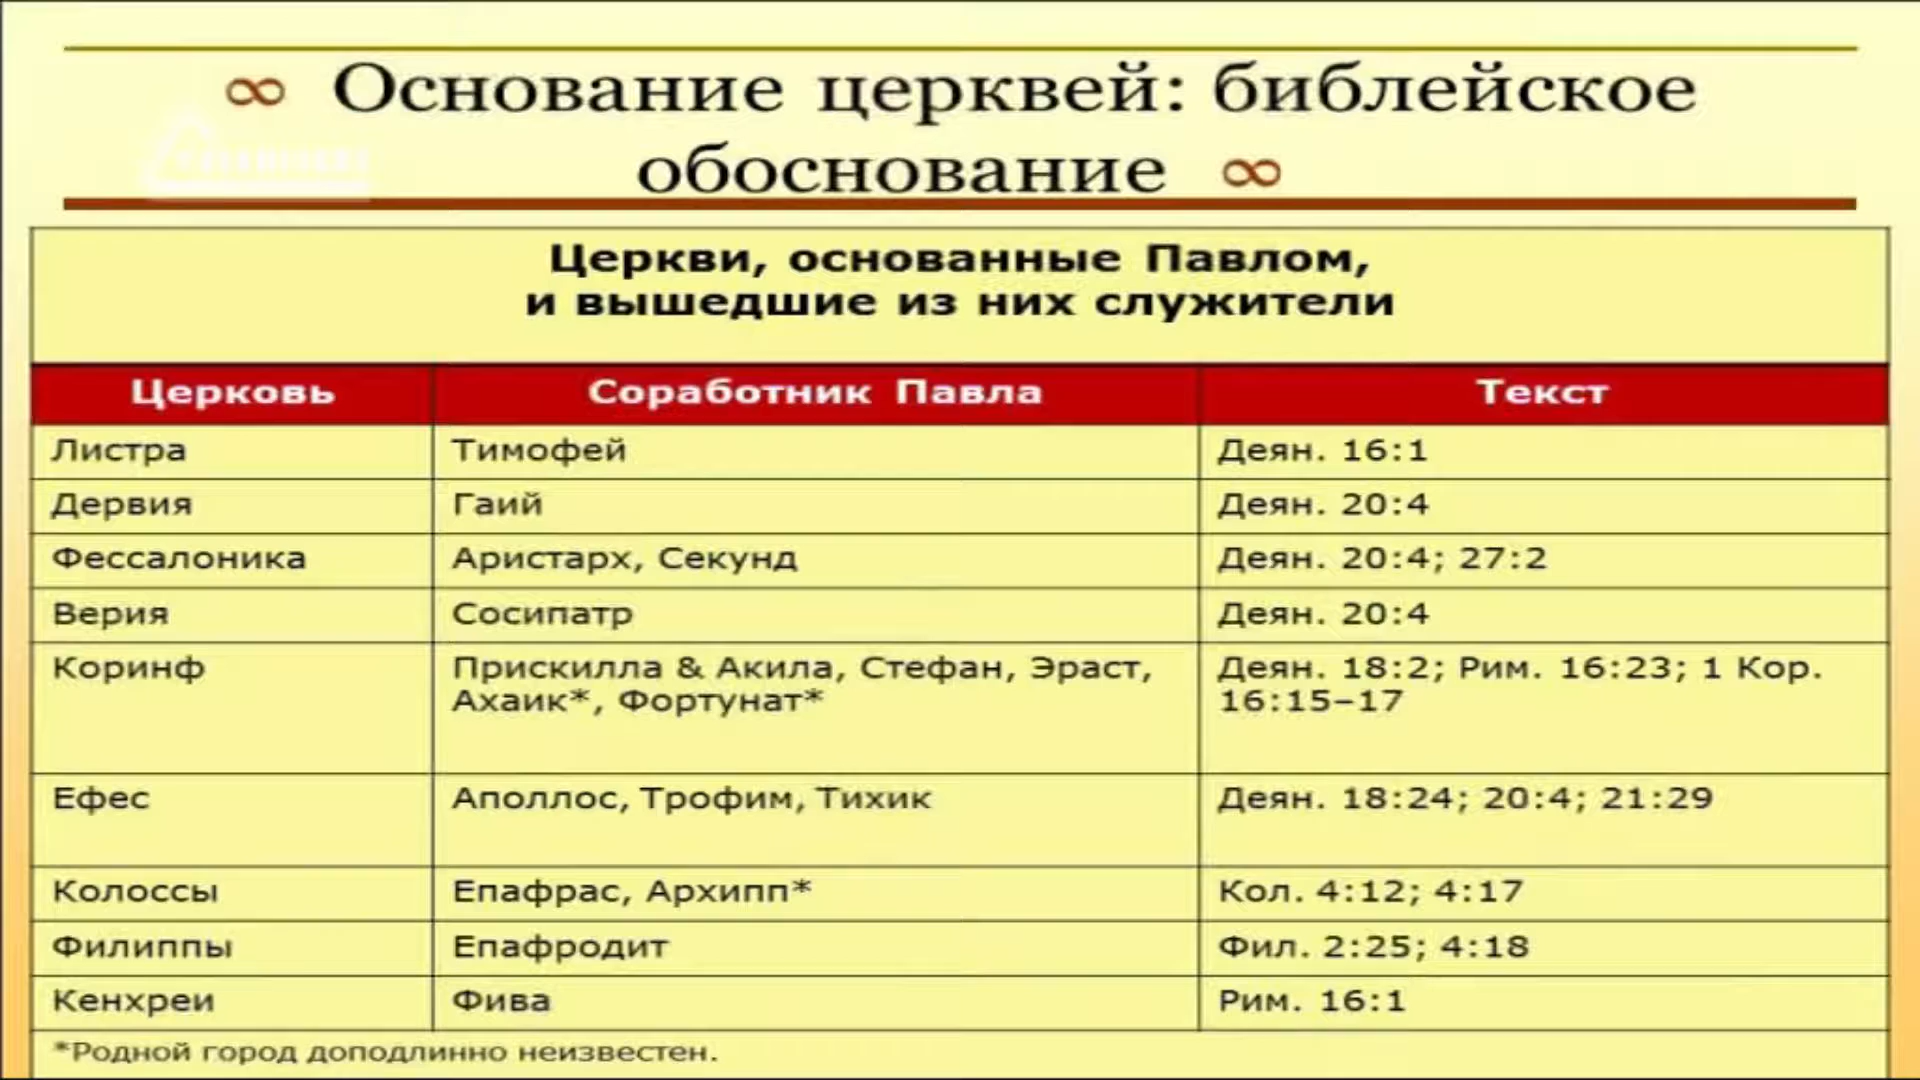 ∞ Основание церквей: библейское
обоснование ∞
Церкви, основанные Павлом,
и вышедшие из них служители
Церковь Соработник Павла Текст
Листра Тимофей Деян. 16:1
Дервия Гаий Деян. 20:4
Фессалоника Аристарх, Секунд Деян. 20:4; 27:2
Верия Сосипатр Деян. 20:4
Коринф Прискилла & Акила, Стефан, Эраст, Деян. 18:2; Рим. 16:23; 1 Кор.
Ахаик*, Фортунат* 16:15–17
Ефес Аполлос, Трофим, Тихик Деян. 18:24; 20:4; 21:29
Колоссы Епафрас, Архипп* Кол. 4:12; 4:17
Филиппы Епафродит Фил. 2:25; 4:18
Кенхреи Фива Рим. 16:1
*Родной город доподлинно неизвестен.